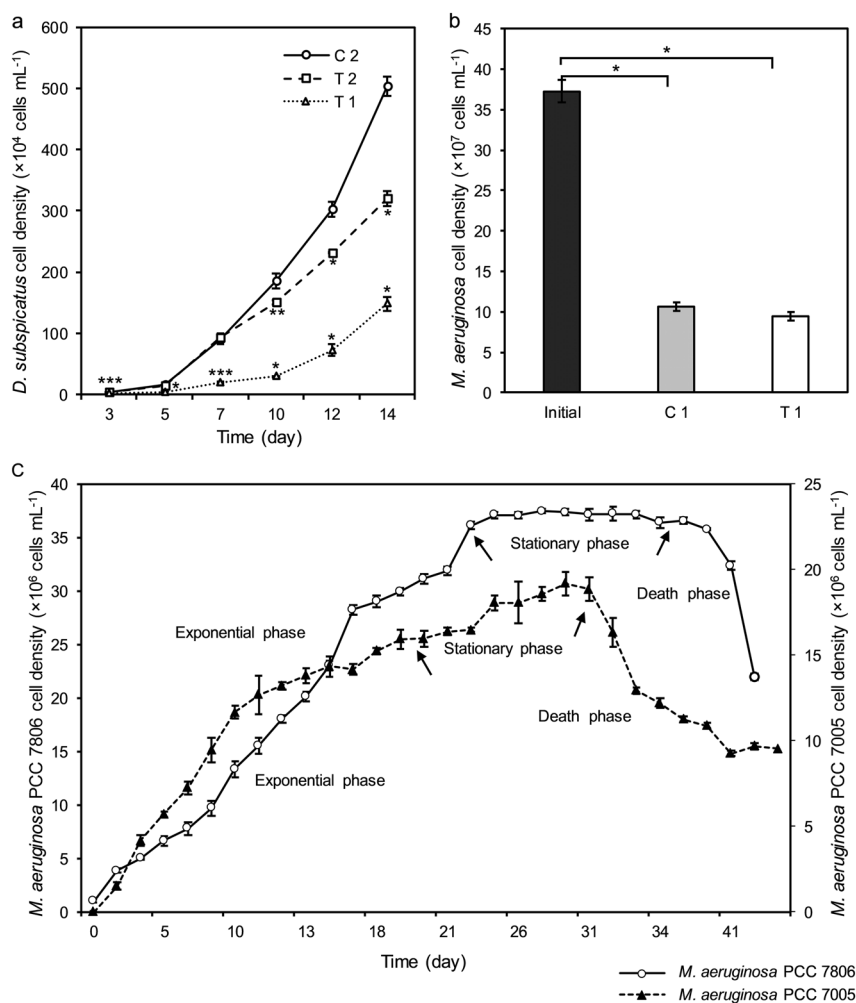 a
600
500
400
300
200
100
0
D. subspicatus cell density (×10⁴ cells mL⁻¹)
C 2
T 2
T 1
***
*
***
**
*
*
*
*
*
3 5 7 10 12 14
Time (day)
b
45
40
35
30
25
20
15
10
5
0
M. aeruginosa cell density (×10⁷ cells mL⁻¹)
*
*
Initial C 1 T 1
c
40
35
30
25
20
15
10
5
0
M. aeruginosa PCC 7806 cell density (×10⁶ cells mL⁻¹)
25
20
15
10
5
0
M. aeruginosa PCC 7005 cell density (×10⁶ cells mL⁻¹)
Stationary phase
Death phase
Exponential phase
Stationary phase
Death phase
Exponential phase
0 5 10 13 18 21 26 31 34 41
Time (day)
M. aeruginosa PCC 7806
M. aeruginosa PCC 7005